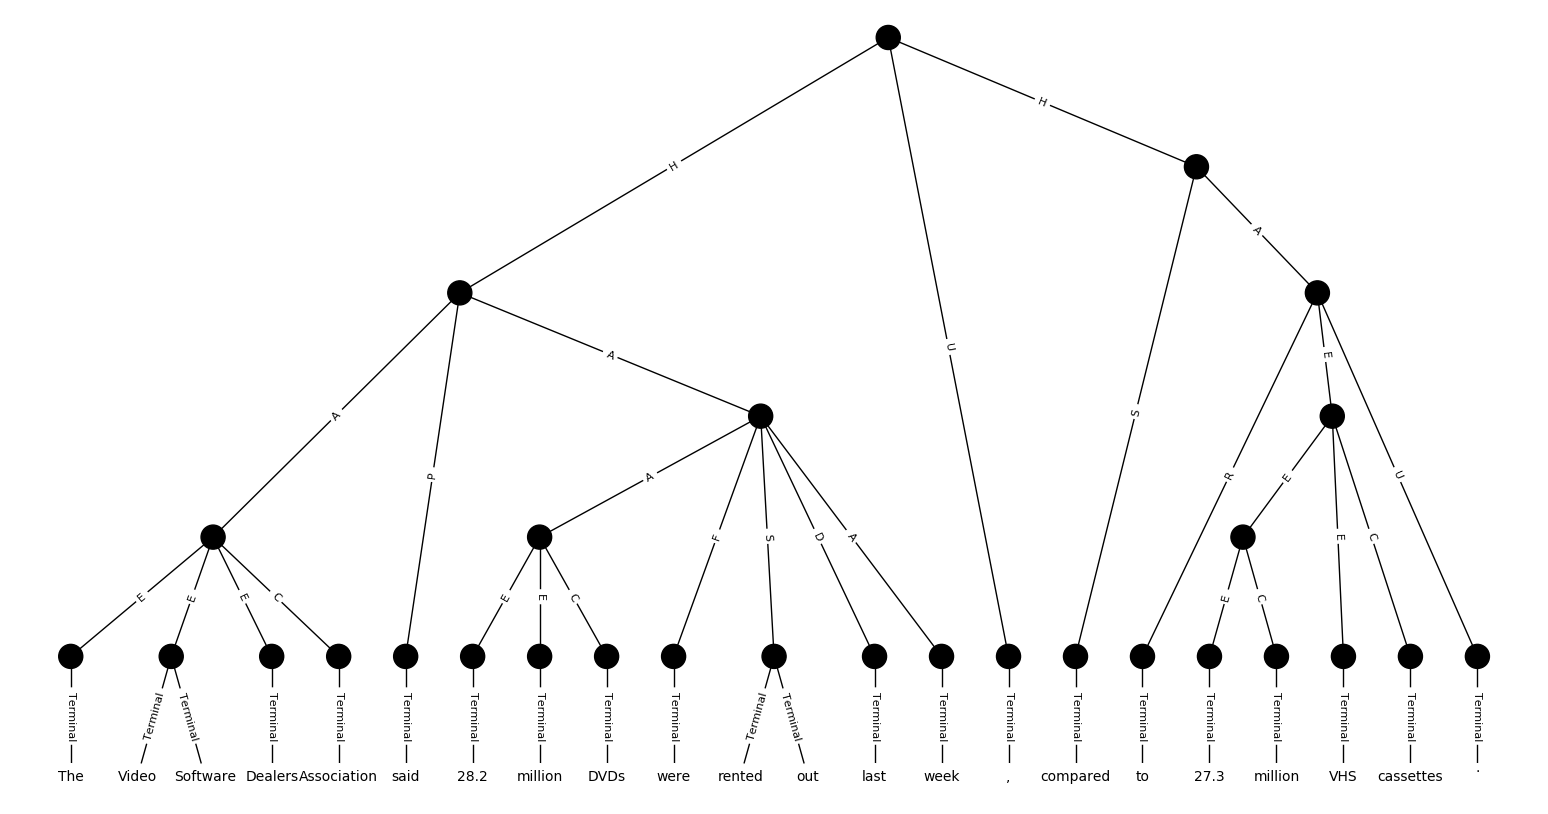 H
H
U
A
A
P
A
S
A
R
E
U
E
E
C
E
E
E
C
A
F
S
D
A
E
E
C
E
C
Terminal Terminal Terminal Terminal Terminal Terminal Terminal Terminal Terminal Terminal Terminal Terminal Terminal Terminal Terminal Terminal Terminal Terminal Terminal Terminal Terminal Terminal
The Video Software Dealers Association said 28.2 million DVDs were rented out last week , compared to 27.3 million VHS cassettes .